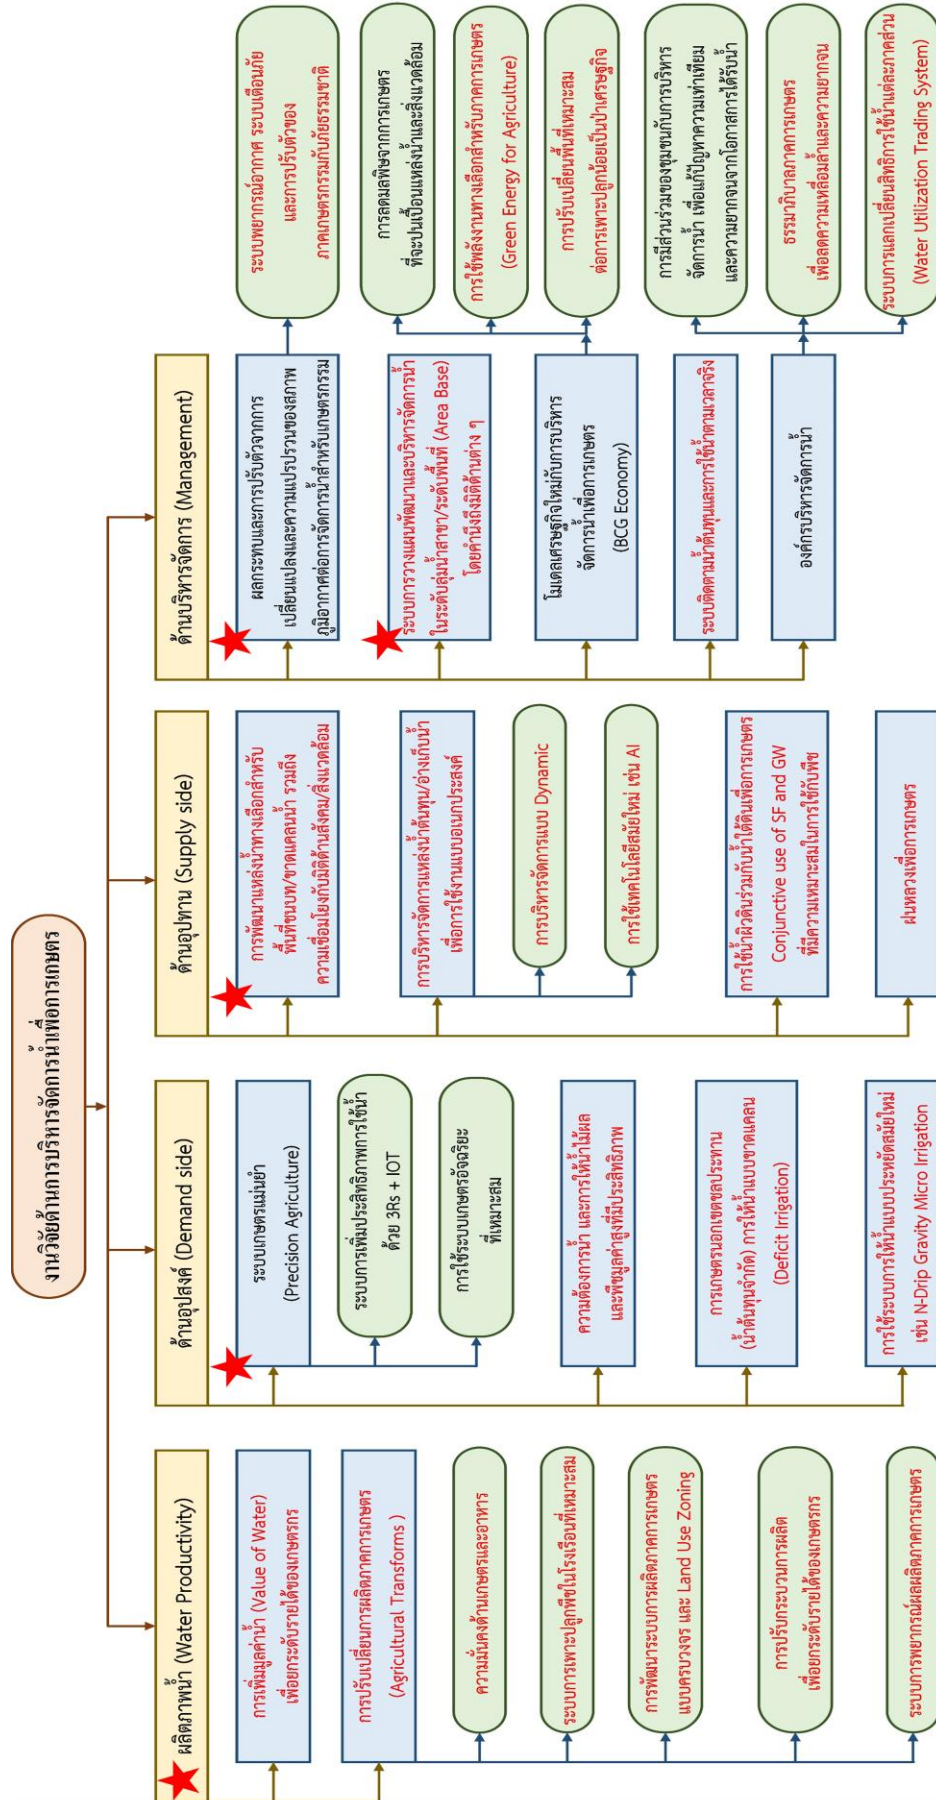 งานวิจัยด้านการบริหารจัดการน้ำเพื่อการเกษตร
ผลิตภาพน้ำ (Water Productivity)
การเพิ่มมูลค่าน้ำ (Value of Water)
เพื่อยกระดับรายได้ของเกษตรกร
การปรับเปลี่ยนการผลิตภาคการเกษตร
(Agricultural Transforms )
ความมั่นคงด้านเกษตรและอาหาร
ระบบการเพาะปลูกพืชในโรงเรือนที่เหมาะสม
การพัฒนาระบบการผลิตภาคการเกษตร
แบบครบวงจร และ Land Use Zoning
การปรับกระบวนการผลิต
เพื่อยกระดับรายได้ของเกษตรกร
ระบบการพยากรณ์ผลผลิตภาคการเกษตร
ด้านอุปสงค์ (Demand side)
ระบบเกษตรแม่นยำ
(Precision Agriculture)
ระบบการเพิ่มประสิทธิภาพการใช้น้ำ
ด้วย 3Rs + IOT
การใช้ระบบเกษตรอัจฉริยะ
ที่เหมาะสม
ความต้องการน้ำ และการให้น้ำไม้ผล
และพืชมูลค่าสูงที่มีประสิทธิภาพ
การเกษตรนอกเขตชลประทาน
(น้ำต้นทุนจำกัด) การให้น้ำแบบขาดแคลน
(Deficit Irrigation)
การใช้ระบบการให้น้ำแบบประหยัดสมัยใหม่
เช่น N-Drip Gravity Micro Irrigation
ด้านอุปทาน (Supply side)
การพัฒนาแหล่งน้ำทางเลือกสำหรับ
พื้นที่ชนบท/ขาดแคลนน้ำ รวมถึง
ความเชื่อมโยงกับมิติด้านสังคม/สิ่งแวดล้อม
การบริหารจัดการแหล่งน้ำต้นทุน/อ่างเก็บน้ำ
เพื่อการใช้งานแบบอเนกประสงค์
การบริหารจัดการแบบ Dynamic
การใช้เทคโนโลยีสมัยใหม่ เช่น AI
การใช้น้ำผิวดินร่วมกับน้ำใต้ดินเพื่อการเกษตร
Conjunctive use of SF and GW
ที่มีความเหมาะสมในการใช้กับพืช
ฝนหลวงเพื่อการเกษตร
ด้านบริหารจัดการ (Management)
ผลกระทบและการปรับตัวจากการ
เปลี่ยนแปลงและความแปรปรวนของสภาพ
ภูมิอากาศต่อการจัดการน้ำสำหรับเกษตรกรรม
ระบบพยากรณ์อากาศ ระบบเตือนภัย
และการปรับตัวของ
ภาคเกษตรกรรมกับภัยธรรมชาติ
ระบบการวางแผนพัฒนาและบริหารจัดการน้ำ
ในระดับลุ่มน้ำสาขา/ระดับพื้นที่ (Area Base)
โดยคำนึงถึงมิติด้านต่าง ๆ
โมเดลเศรษฐกิจใหม่กับการบริหาร
จัดการน้ำเพื่อการเกษตร
(BCG Economy)
การลดมลพิษจากการเกษตร
ที่จะปนเปื้อนแหล่งน้ำและสิ่งแวดล้อม
การใช้พลังงานทางเลือกสำหรับภาคการเกษตร
(Green Energy for Agriculture)
การปรับเปลี่ยนพื้นที่เหมาะสม
ต่อการเพาะปลูกน้อยเป็นป่าเศรษฐกิจ
ระบบติดตามน้ำต้นทุนและการใช้น้ำตามเวลาจริง
องค์กรบริหารจัดการน้ำ
การมีส่วนร่วมของชุมชนกับการบริหาร
จัดการน้ำ เพื่อแก้ปัญหาความเท่าเทียม
และความยากจนจากโอกาสการได้รับน้ำ
ธรรมาภิบาลภาคการเกษตร
เพื่อลดความเหลื่อมล้ำและความยากจน
ระบบการแลกเปลี่ยนสิทธิการใช้น้ำแต่ละภาคส่วน
(Water Utilization Trading System)